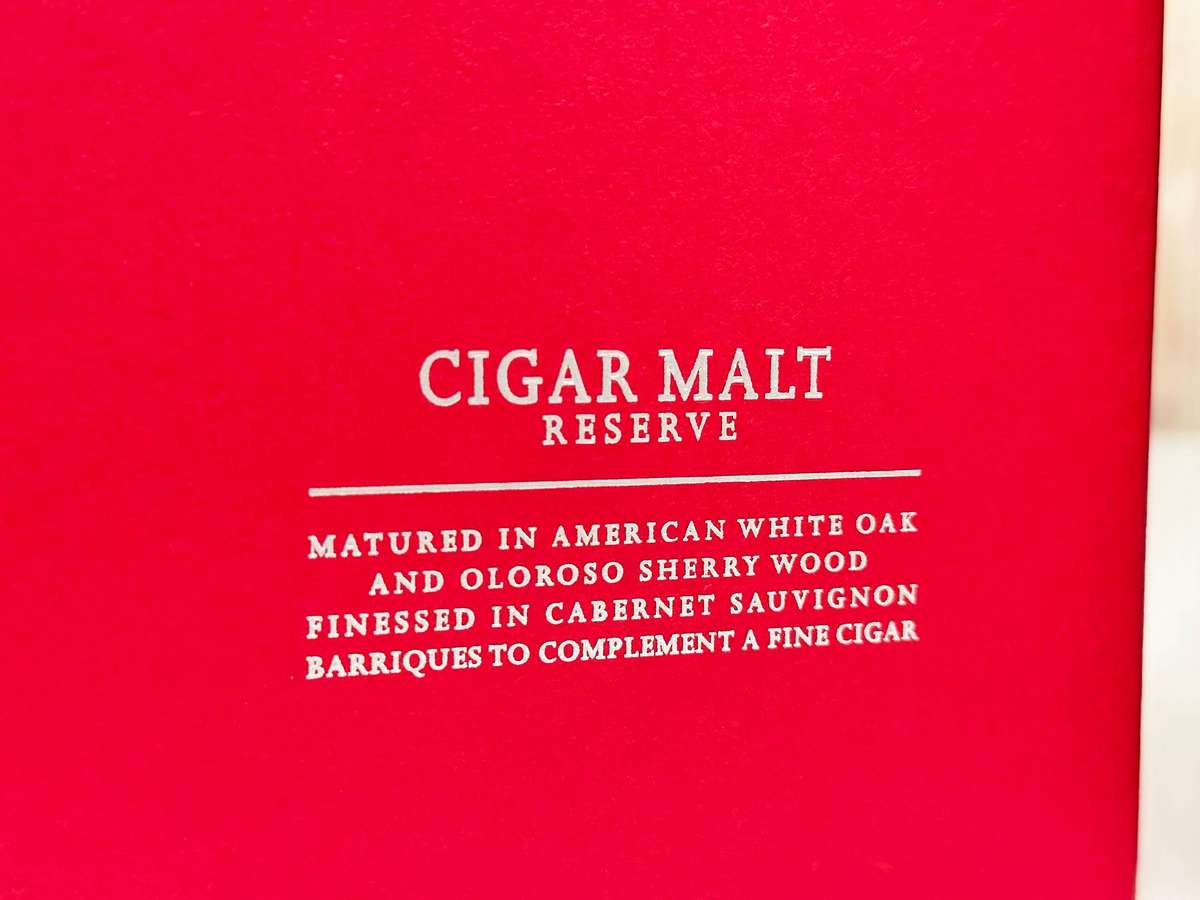 CIGAR MALT
RESERVE
MATURED IN AMERICAN WHITE OAK
AND OLOROSO SHERRY WOOD
FINESSED IN CABERNET SAUVIGNON
BARRIQUES TO COMPLEMENT A FINE CIGAR